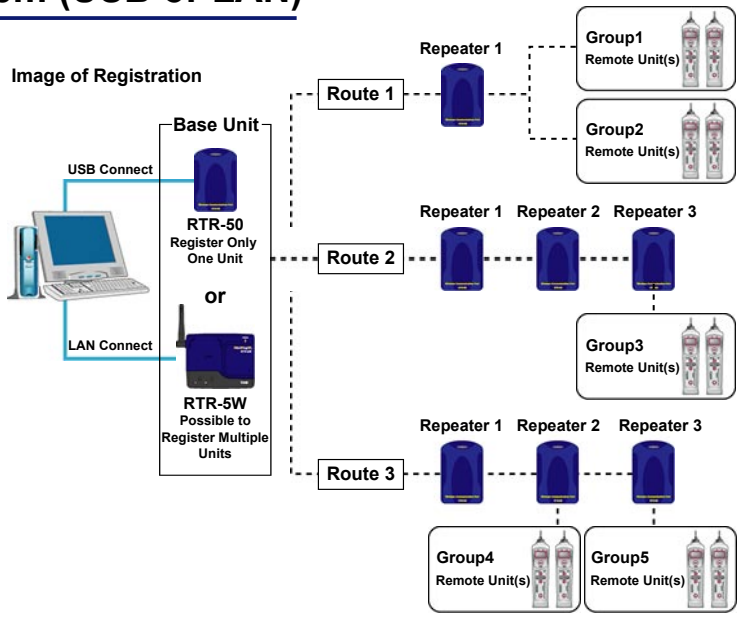 (USB or LAN)
Image of Registration
USB Connect
LAN Connect
Base Unit
RTR-50
Register Only
One Unit
or
RTR-5W
Possible to
Register Multiple
Units
Route 1
Repeater 1
Group1
Remote Unit(s)
Group2
Remote Unit(s)
Route 2
Repeater 1 Repeater 2 Repeater 3
Group3
Remote Unit(s)
Route 3
Repeater 1 Repeater 2 Repeater 3
Group4
Remote Unit(s)
Group5
Remote Unit(s)